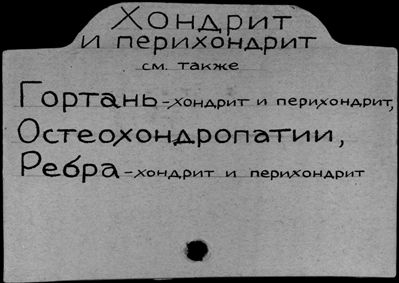 Хондрит
и перихондрит
см. также
Гортань - хондрит и перихондрит,
Остеохондропатии,
Ребра - хондрит и перихондрит